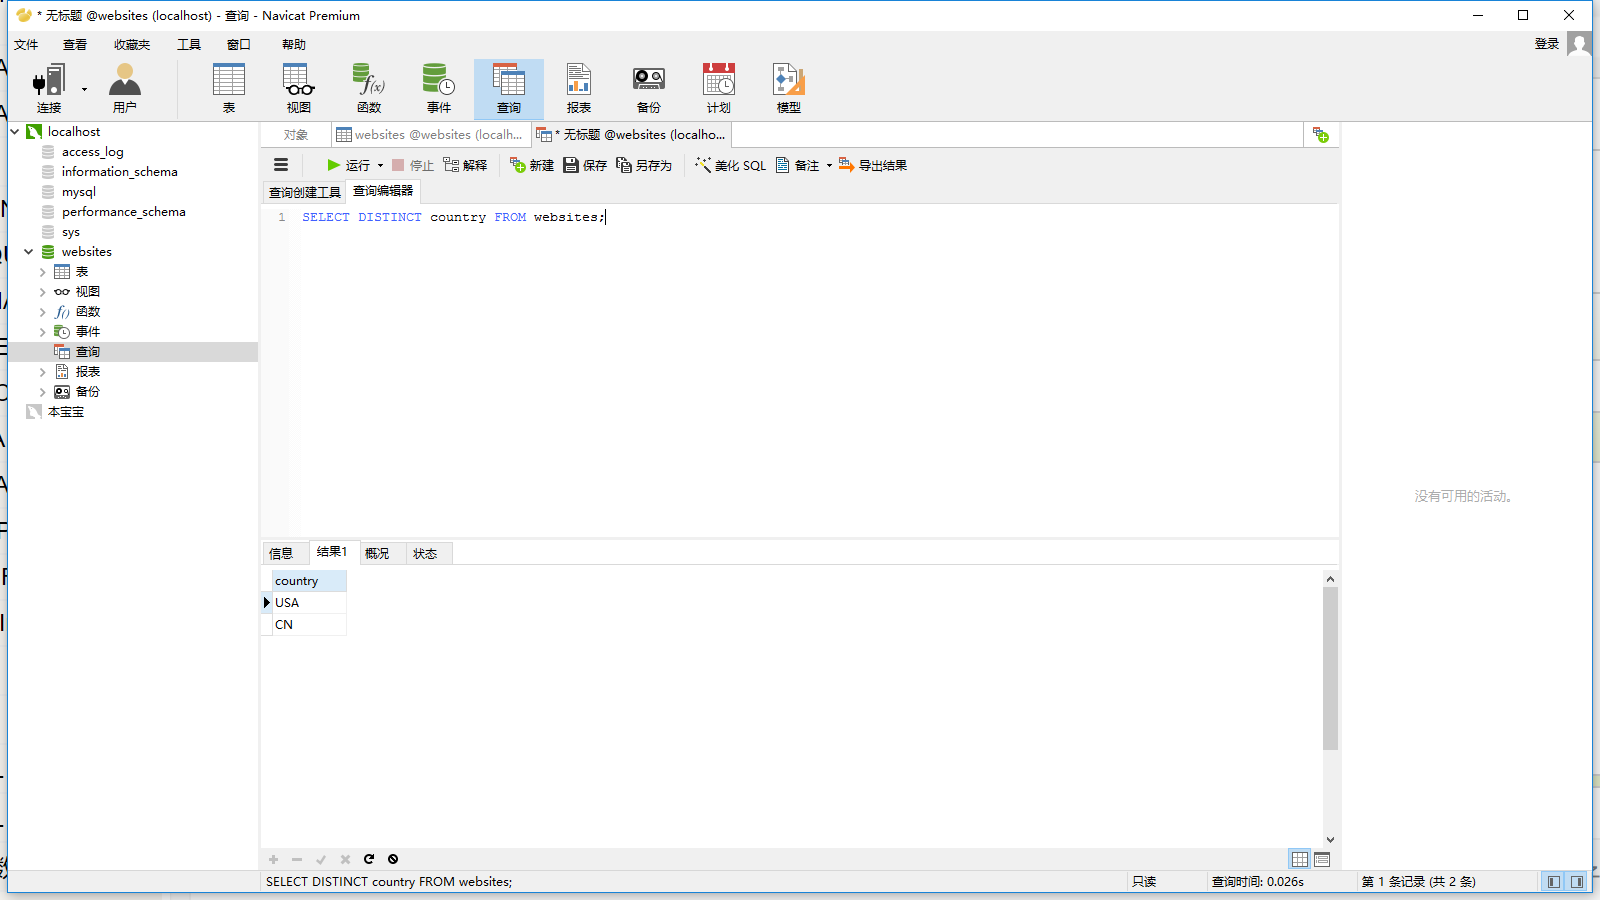 * 无标题 @websites (localhost) - 查询 - Navicat Premium
文件 查看 收藏夹 工具 窗口 帮助 登录
连接 用户 表 视图 函数 事件 查询 报表 备份 计划 模型
localhost
access_log
information_schema
mysql
performance_schema
sys
websites
表
视图
函数
事件
查询
报表
备份
本宝宝
对象 websites @websites (localh... * 无标题 @websites (localho...
运行 停止 解释 新建 保存 另存为 美化 SQL 备注 导出结果
查询创建工具 查询编辑器
1 SELECT DISTINCT country FROM websites;
没有可用的活动。
信息 结果1 概况 状态
country
USA
CN
SELECT DISTINCT country FROM websites; 只读 查询时间: 0.026s 第 1 条记录 (共 2 条)